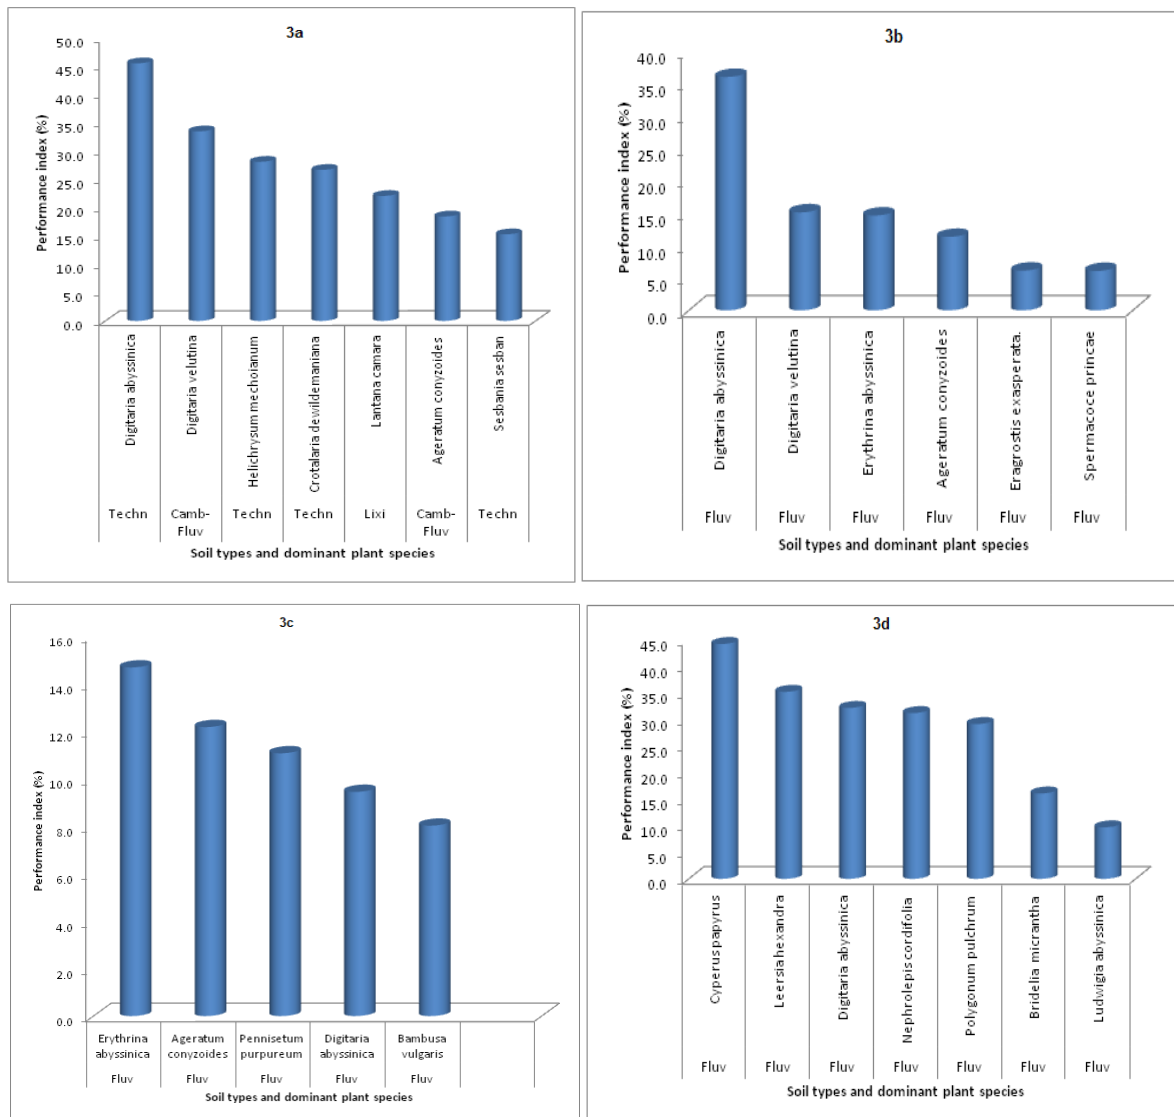 3a
Performance index (%)
50.0
45.0
40.0
35.0
30.0
25.0
20.0
15.0
10.0
5.0
0.0
Digitaria abyssinica
Digitaria velutina
Helichrysum mechoianum
Crotalaria dewildemaniana
Lantana camara
Ageratum conyzoides
Sesbania sesban
Techn
Camb-
Fluv
Techn
Techn
Lixi
Camb-
Fluv
Techn
Soil types and dominant plant species
3b
Performance index (%)
40.0
35.0
30.0
25.0
20.0
15.0
10.0
5.0
0.0
Digitaria abyssinica
Digitaria velutina
Erythrina abyssinica
Ageratum conyzoides
Eragrostis exasperata.
Spermacoce princae
Fluv
Fluv
Fluv
Fluv
Fluv
Fluv
Soil types and dominant plant species
3c
Performance index (%)
16.0
14.0
12.0
10.0
8.0
6.0
4.0
2.0
0.0
Erythrina
abyssinica
Ageratum
conyzoides
Pennisetum
purpureum
Digitaria
abyssinica
Bambusa
vulgaris
Fluv
Fluv
Fluv
Fluv
Fluv
Soil types and dominant plant species
3d
Performance index (%)
45.0
40.0
35.0
30.0
25.0
20.0
15.0
10.0
5.0
0.0
Cyperus papyrus
Leersia hexandra
Digitaria abyssinica
Nephrolepis cordifolia
Polygonum pulchrum
Bridelia micrantha
Ludwigia abyssinica
Fluv
Fluv
Fluv
Fluv
Fluv
Fluv
Fluv
Soil types and dominant plant species